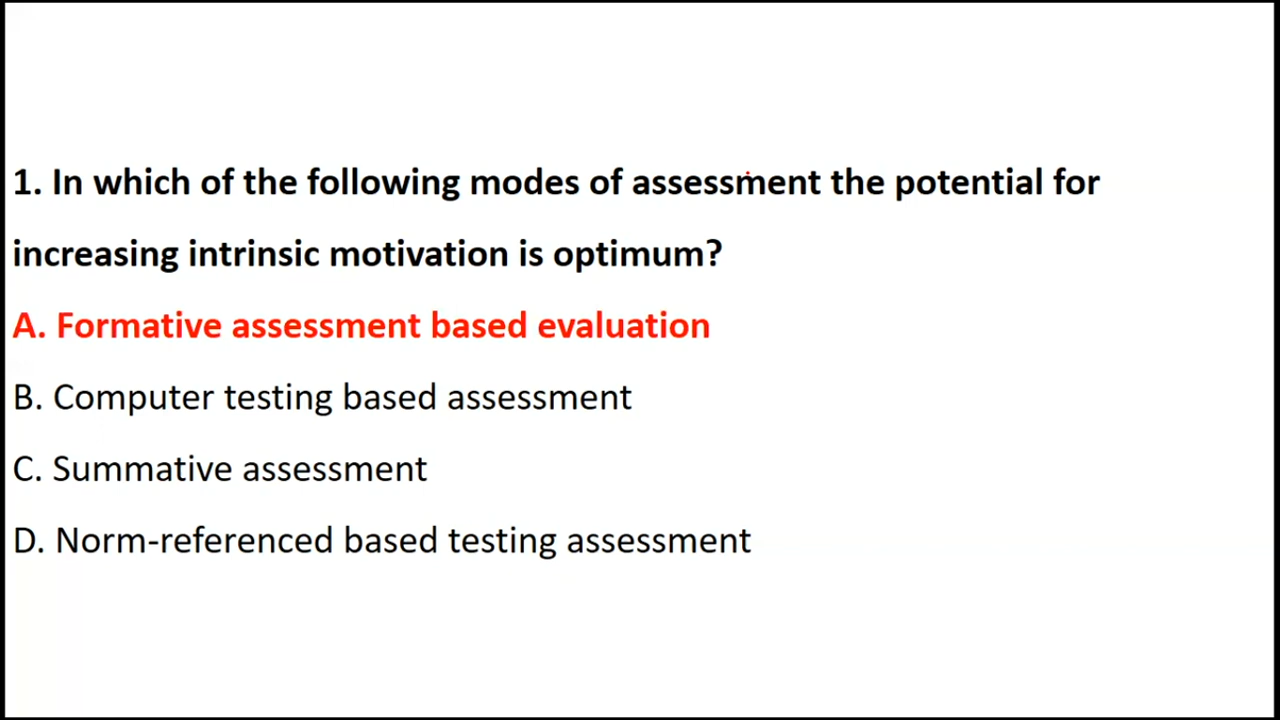 1. In which of the following modes of assessment the potential for
increasing intrinsic motivation is optimum?
A. Formative assessment based evaluation
B. Computer testing based assessment
C. Summative assessment
D. Norm-referenced based testing assessment